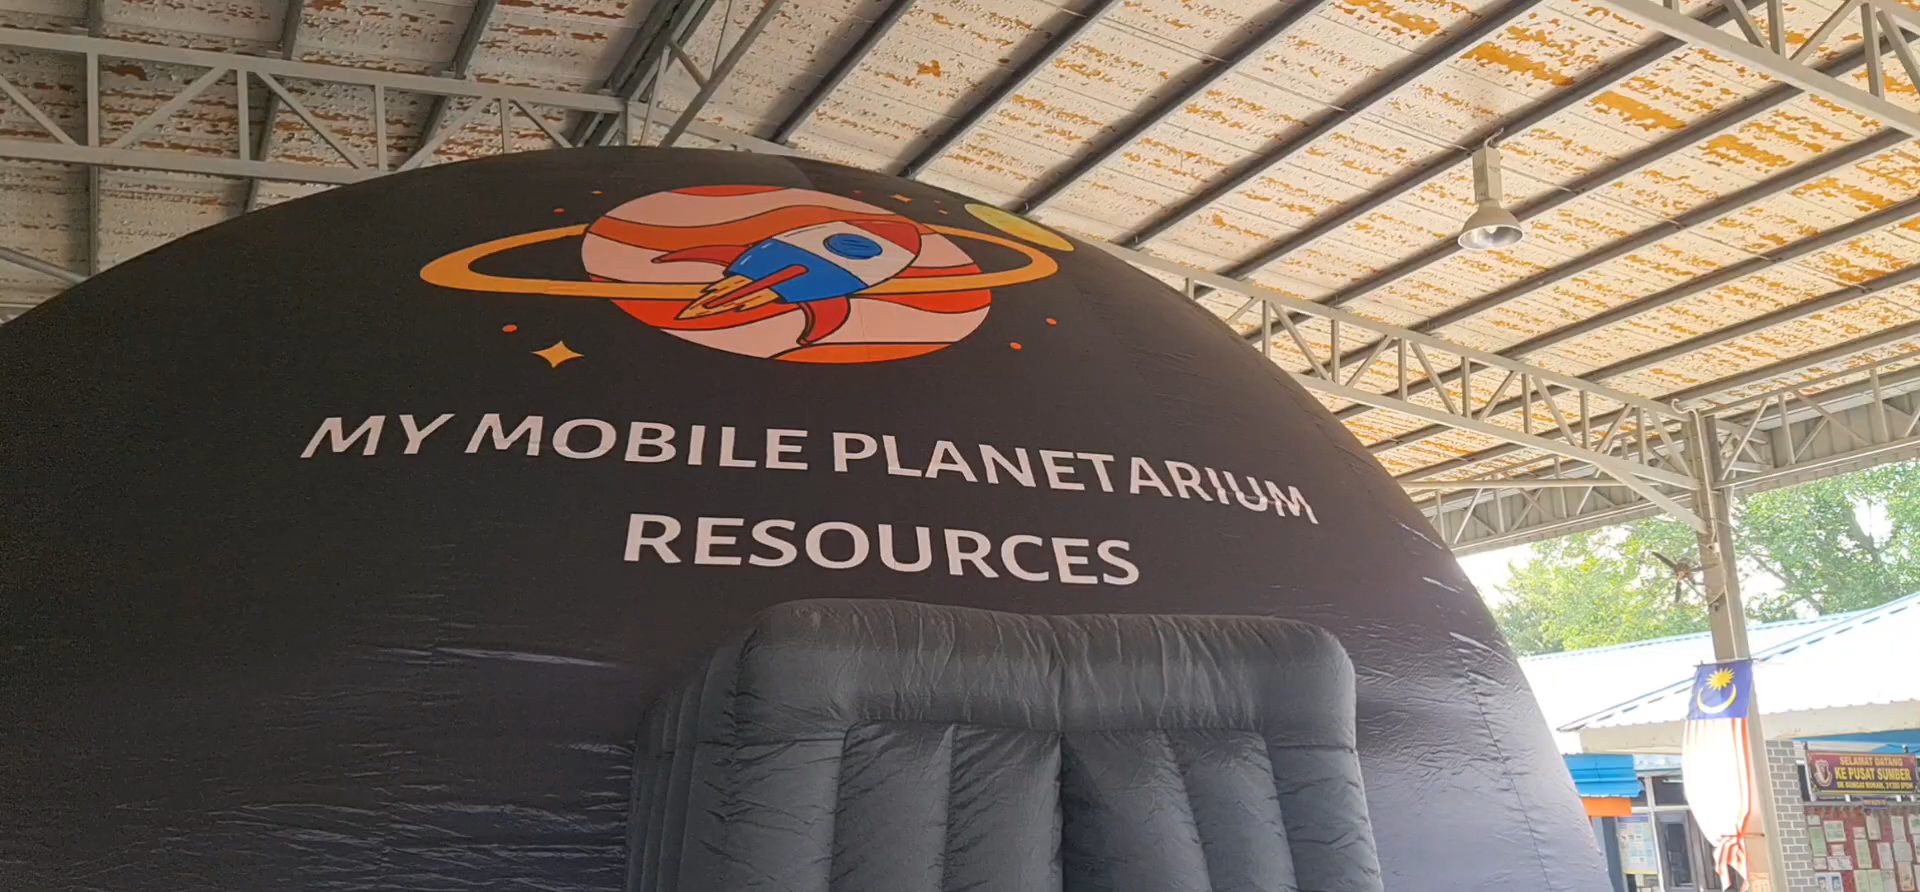 MY MOBILE PLANETARIUM
RESOURCES
SELAMAT DATANG
KE PUSAT SUMBER